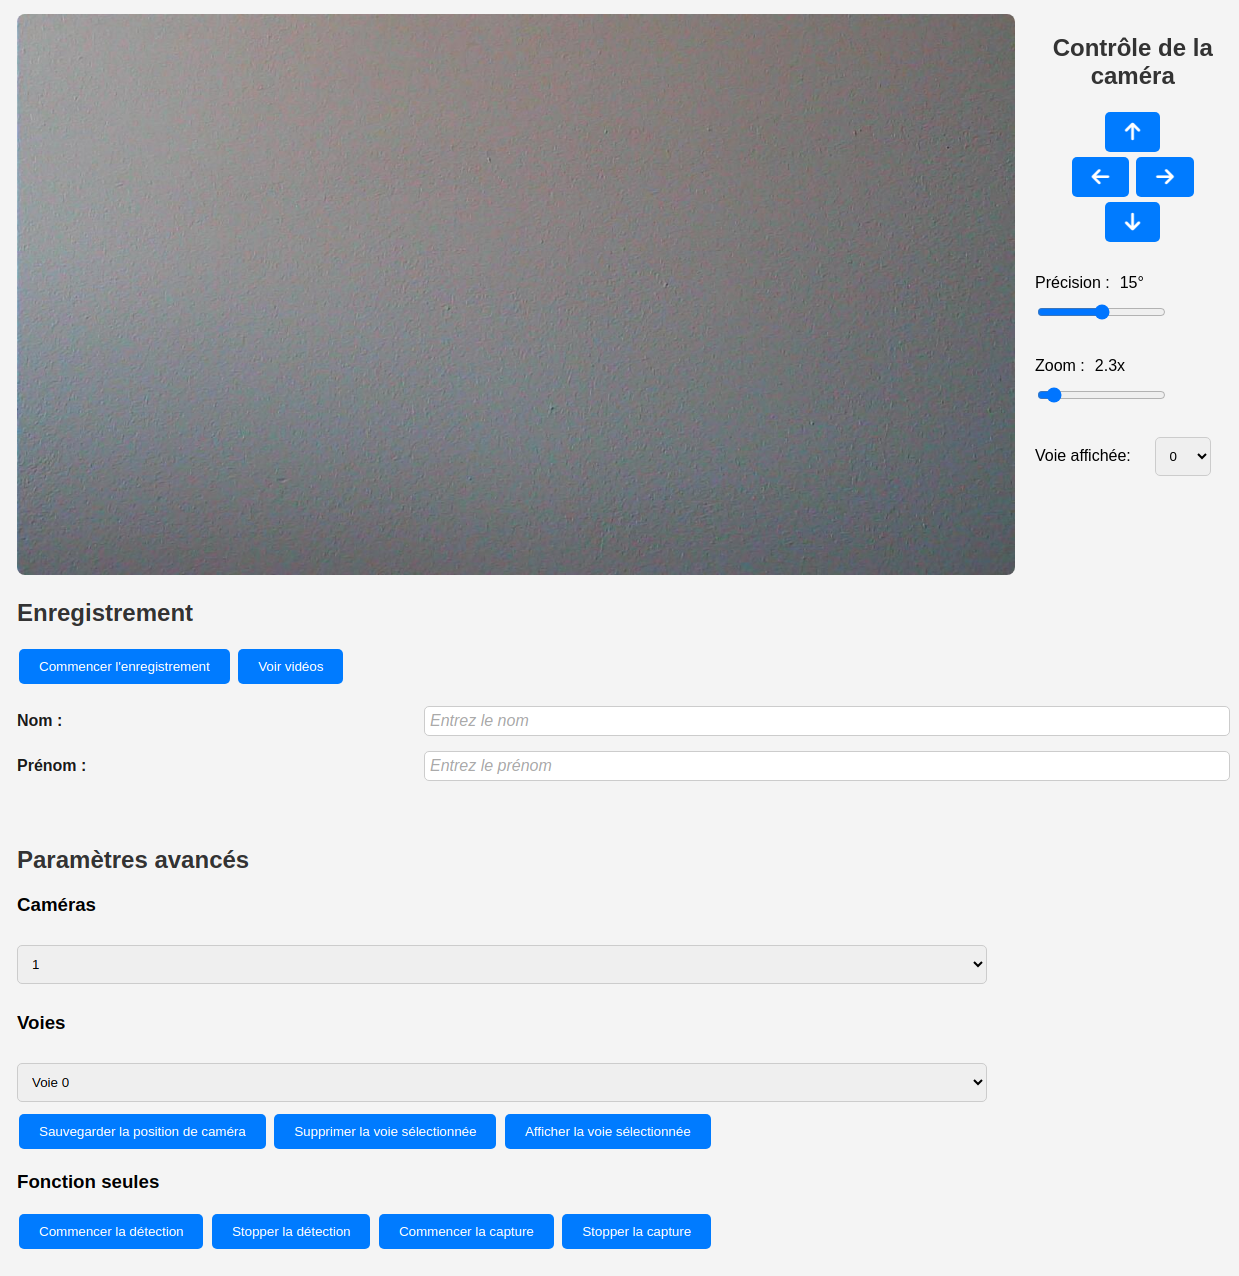 Contrôle de la
caméra
Précision : 15°
Zoom : 2.3x
Voie affichée: 0
Enregistrement
Commencer l'enregistrement Voir vidéos
Nom : Entrez le nom
Prénom : Entrez le prénom
Paramètres avancés
Caméras
1
Voies
Voie 0
Sauvegarder la position de caméra Supprimer la voie sélectionnée Afficher la voie sélectionnée
Fonction seules
Commencer la détection Stopper la détection Commencer la capture Stopper la capture